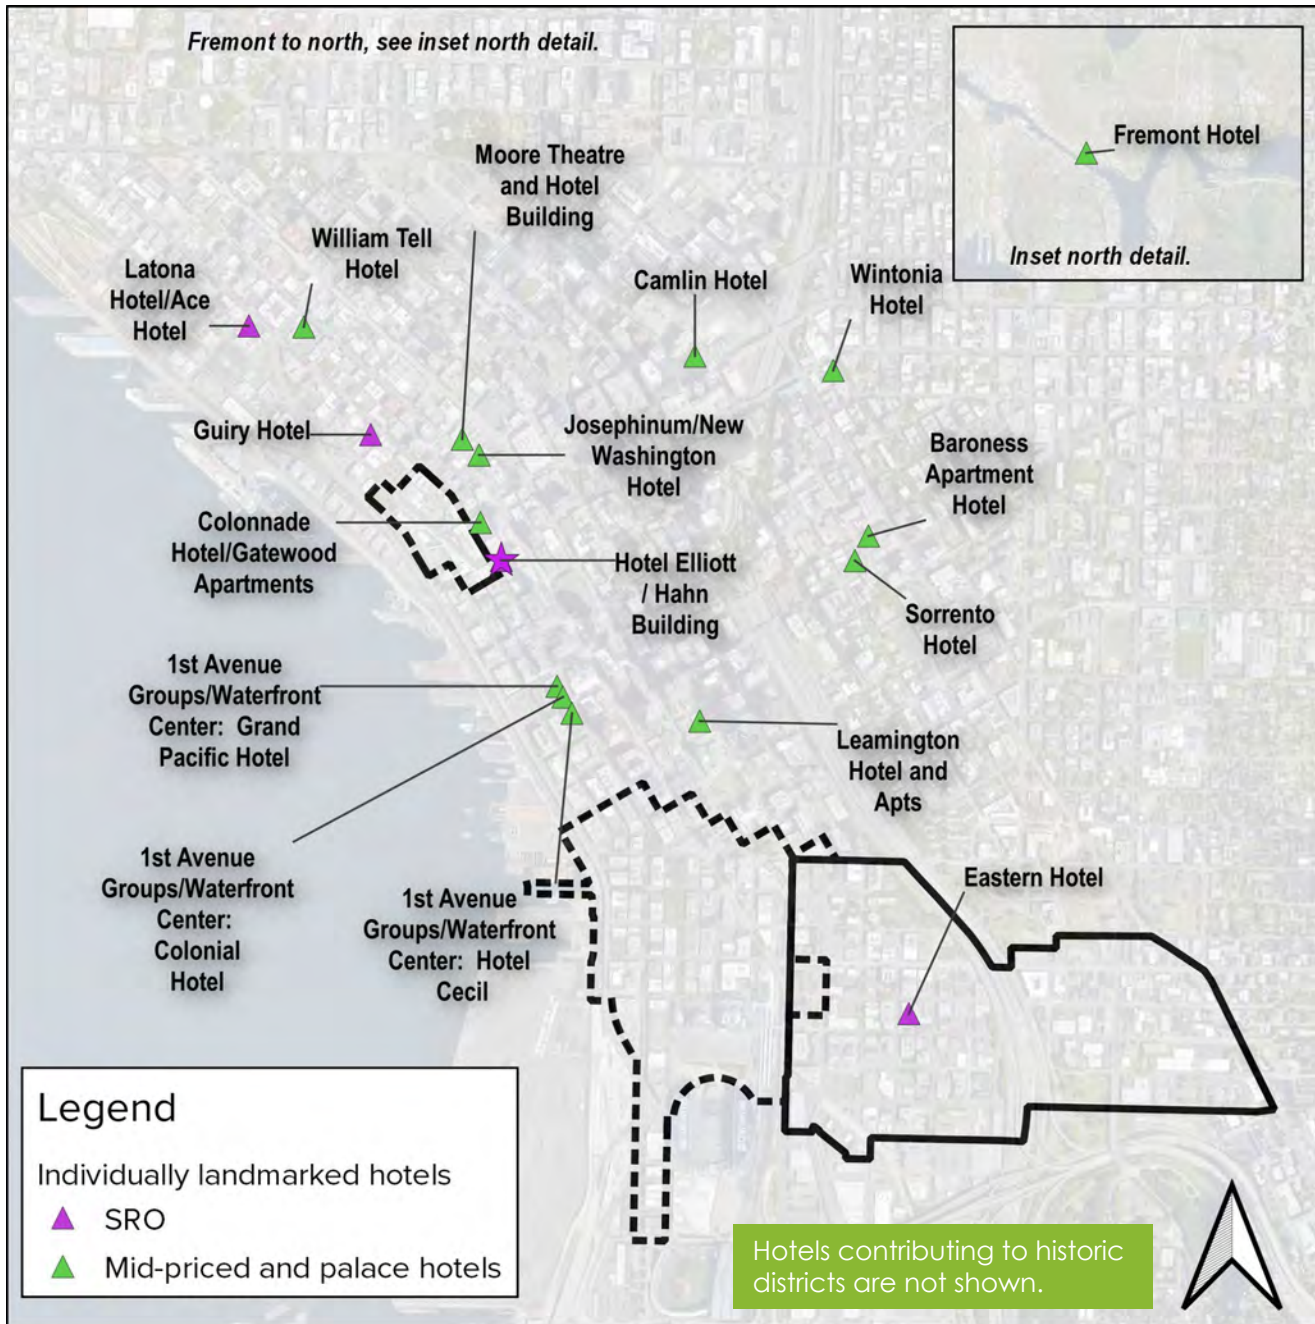 Fremont to north, see inset north detail.
Fremont Hotel
Inset north detail.
Moore Theatre
and Hotel
Building
William Tell
Hotel
Latona
Hotel/Ace
Hotel
Camlin Hotel
Wintonia
Hotel
Guiry Hotel
Josephinum/New
Washington
Hotel
Baroness
Apartment
Hotel
Colonnade
Hotel/Gatewood
Apartments
Hotel Elliott
/ Hahn
Building
Sorrento
Hotel
1st Avenue
Groups/Waterfront
Center: Grand
Pacific Hotel
Leamington
Hotel and
Apts
1st Avenue
Groups/Waterfront
Center:
Colonial
Hotel
1st Avenue
Groups/Waterfront
Center: Hotel
Cecil
Eastern Hotel
Legend
Individually landmarked hotels
SRO
Mid-priced and palace hotels
Hotels contributing to historic
districts are not shown.